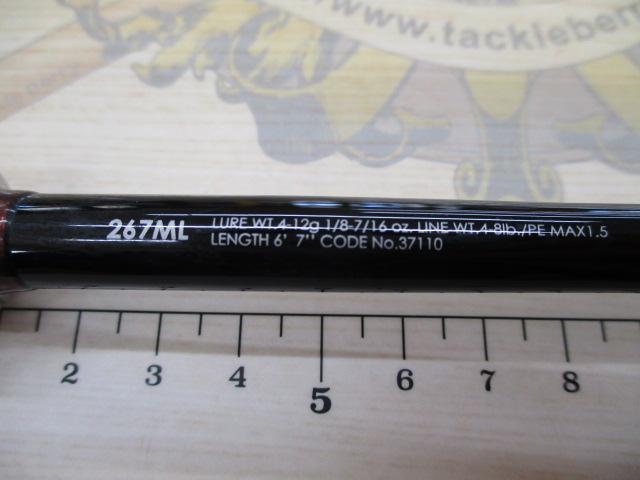 www.tackleber
267ML LURE WT.4-12g 1/8-7/16 oz. LINE WT.4-8lb./PE MAX1.5
LENGTH 6' 7'' CODE No.37110
2 3 4 5 6 7 8